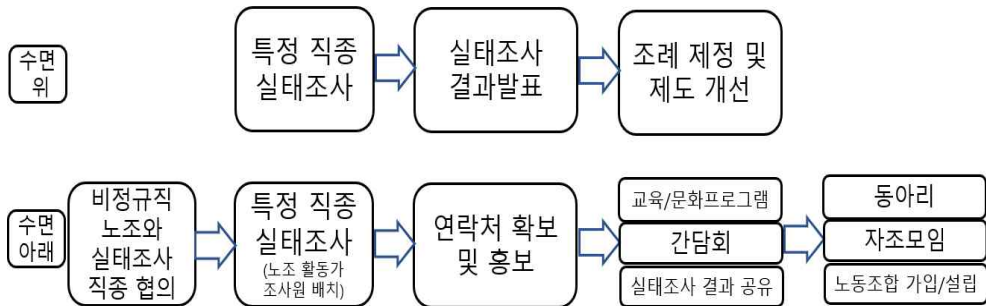 수면
위
특정 직종
실태조사
실태조사
결과발표
조례 제정 및
제도 개선
수면
아래
비정규직
노조와
실태조사
직종 협의
특정 직종
실태조사
(노조 활동가
조사원 배치)
연락처 확보
및 홍보
교육/문화프로그램
간담회
실태조사 결과 공유
동아리
자조모임
노동조합 가입/설립